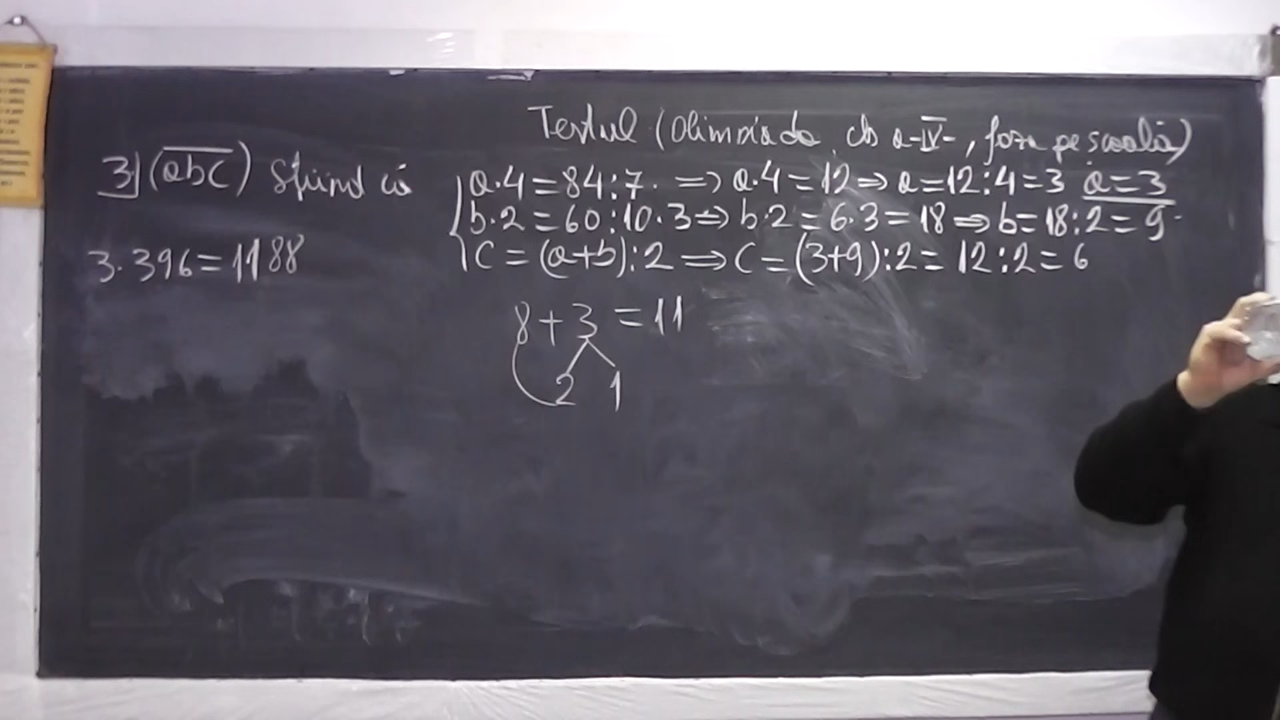 Testul (Olimpiada, cls a-IV-, faza pe școală)
3) (abc) știind că
a·4=84:7. => a·4=12 => a=12:4=3 a=3
b·2=60:10·3 => b·2=6·3=18 => b=18:2=9
c=(a+b):2 => c=(3+9):2=12:2=6
3·396=1188
8+3=11
2 1